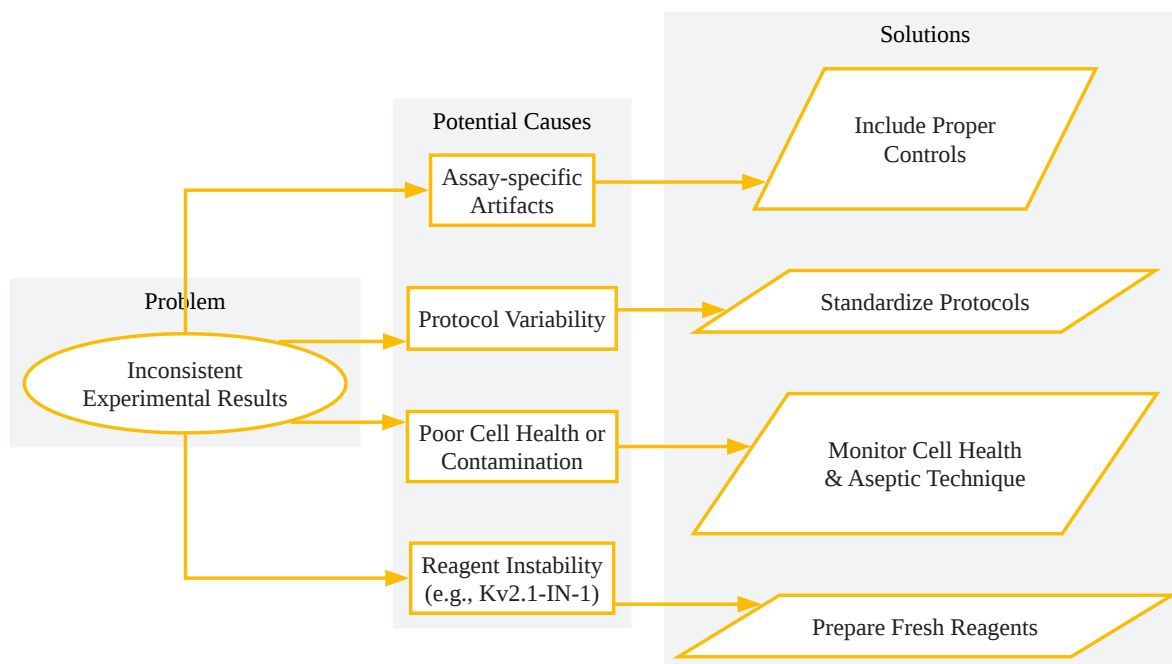 Solutions
Include Proper
Controls
Potential Causes
Assay-specific
Artifacts
Problem
Protocol Variability
Standardize Protocols
Inconsistent
Experimental Results
Poor Cell Health or
Contamination
Monitor Cell Health
& Aseptic Technique
Reagent Instability
(e.g., Kv2.1-IN-1)
Prepare Fresh Reagents